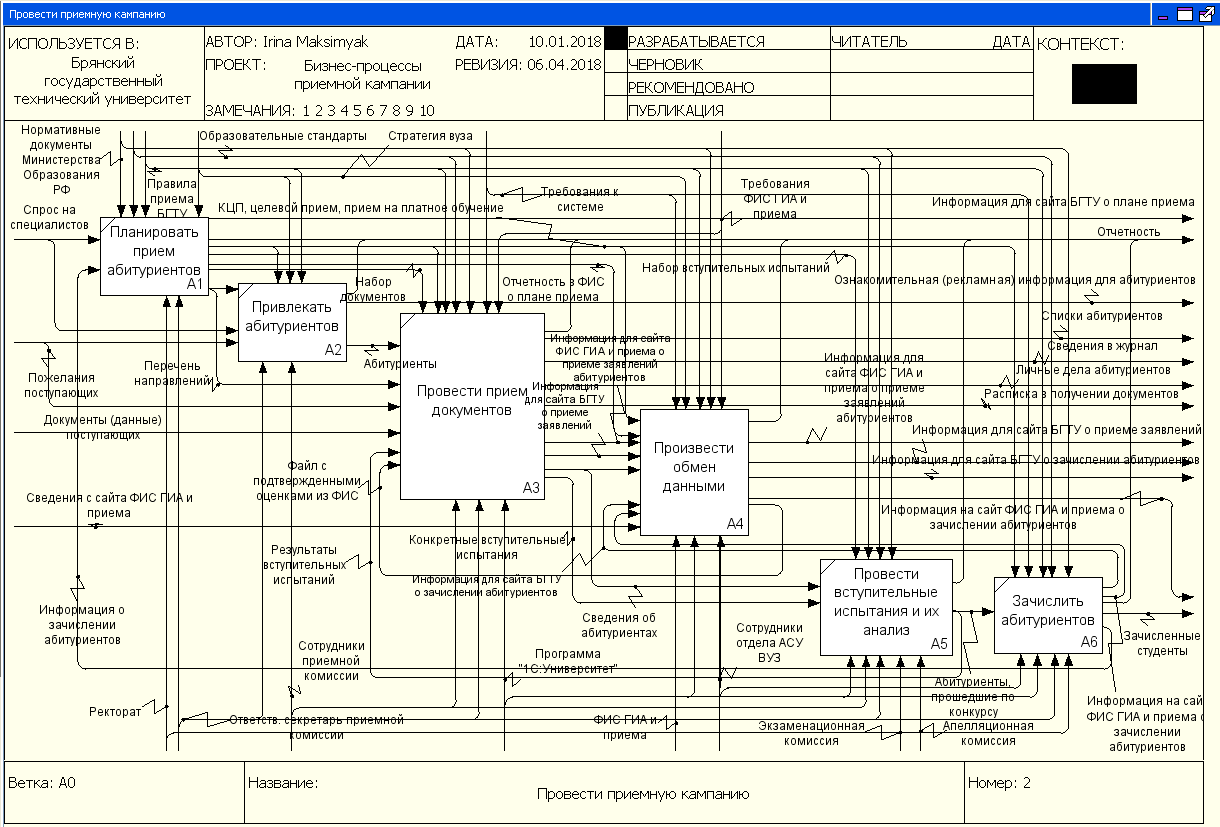 Провести приемную кампанию
ИСПОЛЬЗУЕТСЯ В:
Брянский
государственный
технический университет
АВТОР: Irina Maksimyak
ДАТА: 10.01.2018
ПРОЕКТ: Бизнес-процессы
приемной кампании
РЕВИЗИЯ: 06.04.2018
ЗАМЕЧАНИЯ: 1 2 3 4 5 6 7 8 9 10
РАЗРАБАТЫВАЕТСЯ
ЧЕРНОВИК
РЕКОМЕНДОВАНО
ПУБЛИКАЦИЯ
ЧИТАТЕЛЬ
ДАТА
КОНТЕКСТ:
Нормативные
документы
Министерства
Образования
РФ
Образовательные стандарты
Стратегия вуза
Правила
приема
БГТУ
Требования к
системе
Требования
ФИС ГИА и
приема
Спрос на
специалистов
КЦП, целевой прием, прием на платное обучение
Информация для сайта БГТУ о плане приема
Отчетность
Планировать
прием
абитуриентов
A1
Набор
документов
Отчетность в ФИС
о плане приема
Набор вступительных испытаний
Ознакомительная (рекламная) информация для абитуриентов
Привлекать
абитуриентов
A2
Списки абитуриентов
Информация для сайта
ФИС ГИА и приема о
приеме заявлений
абитуриентов
Сведения в журнал
Абитуриенты
Перечень
направлений
Пожелания
поступающих
Информация для
сайта ФИС ГИА и
приема о приеме
заявлений
абитуриентов
Личные дела абитуриентов
Расписка в получении документов
Провести прием
документов
A3
Информация
для сайта БГТУ
о приеме
заявлений
Документы (данные)
поступающих
Информация для сайта БГТУ о приеме заявлений
Произвести
обмен
данными
A4
Информация для сайта БГТУ о зачислении абитуриентов
Файл с
подтвержденными
оценками из ФИС
Сведения с сайта ФИС ГИА и
приема
Информация на сайт ФИС ГИА и приема о
зачислении абитуриентов
Конкретные вступительные
испытания
Результаты
вступительных
испытаний
Информация для сайта БГТУ
о зачислении абитуриентов
Провести
вступительные
испытания и их
анализ
A5
Зачислить
абитуриентов
A6
Информация о
зачислении
абитуриентов
Сведения об
абитуриентах
Сотрудники
отдела АСУ
ВУЗ
Зачисленные
студенты
Сотрудники
приемной
комиссии
Программа
"1С:Университет"
Абитуриенты,
прошедшие по
конкурсу
Информация на сай
ФИС ГИА и приема о
зачислении
абитуриентов
Ректорат
Ответств. секретарь приемной
комиссии
ФИС ГИА и
приема
Экзаменационная
комиссия
Апелляционная
комиссия
Ветка: A0
Название:
Провести приемную кампанию
Номер: 2